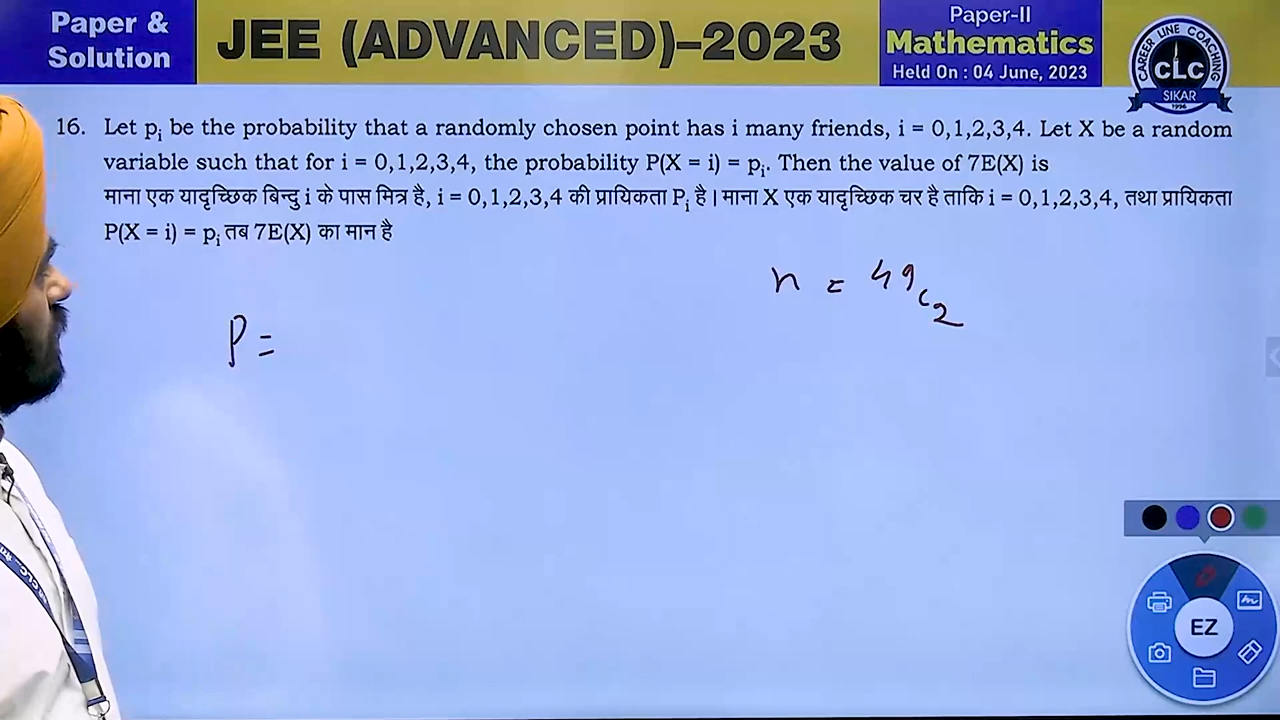 Paper &
Solution
JEE (ADVANCED)–2023
Paper-II
Mathematics
Held On : 04 June, 2023
CAREER LINE COACHING
CLC
SIKAR
1996
16. Let pi be the probability that a randomly chosen point has i many friends, i = 0,1,2,3,4. Let X be a random
variable such that for i = 0,1,2,3,4, the probability P(X = i) = pi. Then the value of 7E(X) is
माना एक यादृच्छिक बिन्दु i के पास मित्र है, i = 0,1,2,3,4 की प्रायिकता Pi है। माना X एक यादृच्छिक चर है ताकि i = 0,1,2,3,4, तथा प्रायिकता
P(X = i) = pi तब 7E(X) का मान है
n = 49c2
P =
EZ